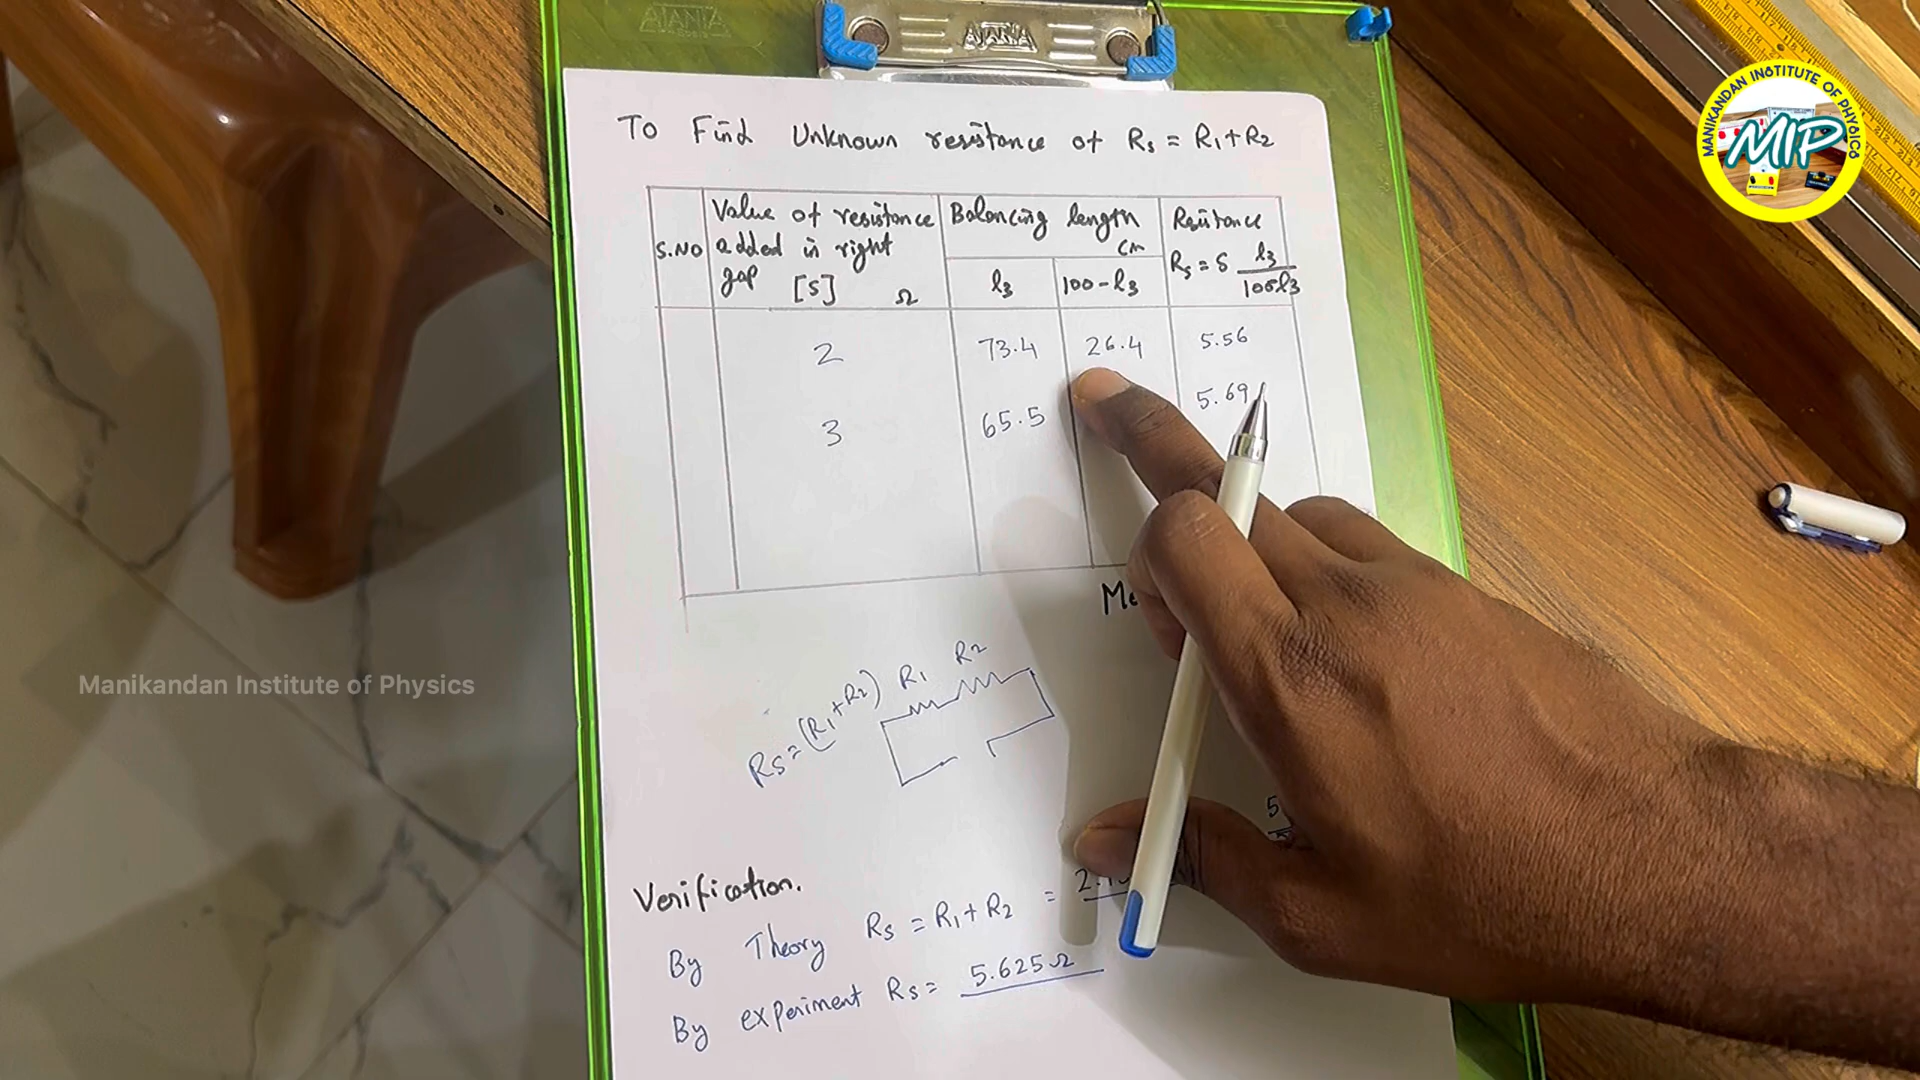 ATANTA
MANIKANDAN INSTITUTE OF PHYSICS
MIP
To Find Unknown resistance of Rs = R1+R2
S.NO
Value of resistance added in right gap [S] Ω
Balancing length cm
l3
100-l3
Resistance Rs = S l3/100-l3
2 73.4 26.4 5.56
3 65.5 5.69
Me
Rs=(R1+R2)
R1
R2
Manikandan Institute of Physics
Verification.
By Theory Rs = R1+R2 =
By experiment Rs = 5.625Ω